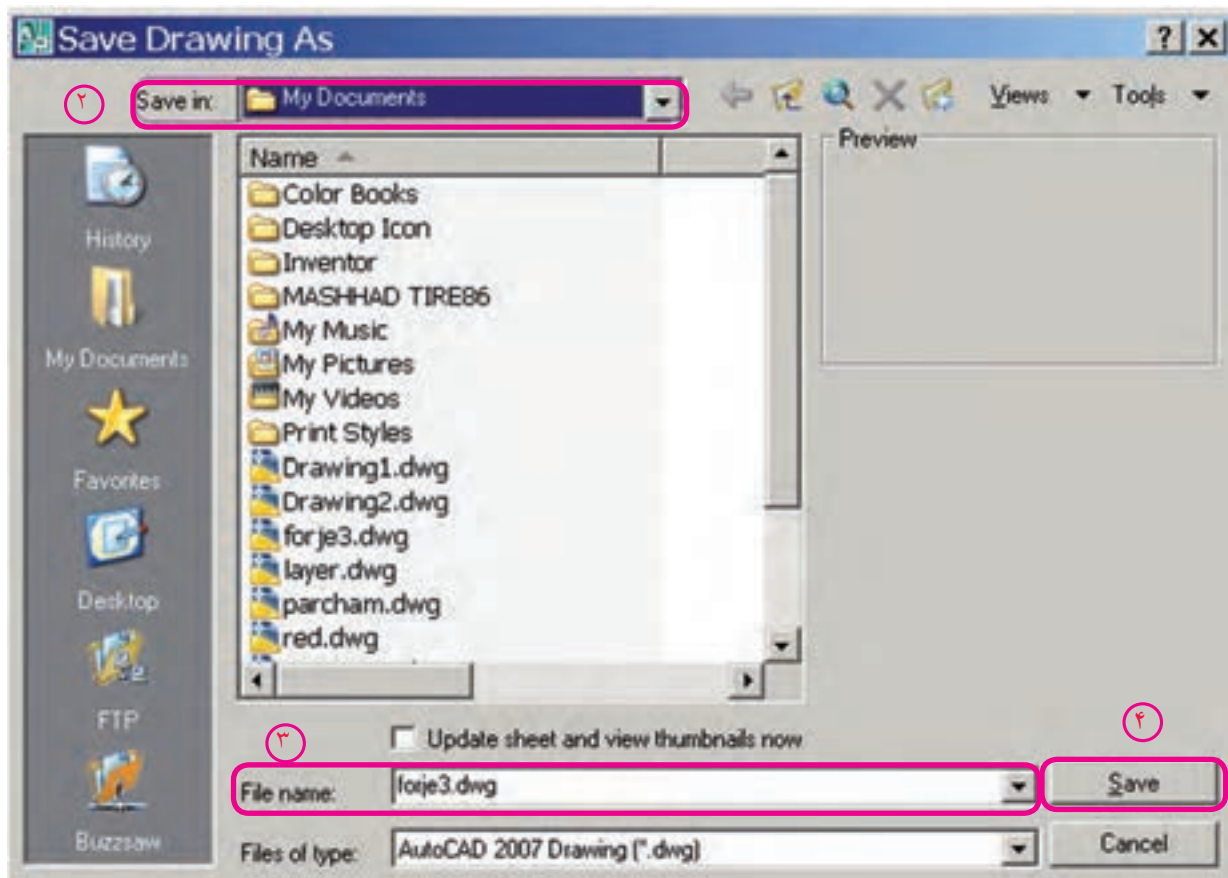 Save Drawing As
۲
Save in: My Documents
Views Tools
History
My Documents
Favorites
Desktop
FTP
Buzzsaw
Name
Color Books
Desktop Icon
Inventor
MASHHAD TIRE86
My Music
My Pictures
My Videos
Print Styles
Drawing1.dwg
Drawing2.dwg
forje3.dwg
layer.dwg
parcham.dwg
red.dwg
Preview
Update sheet and view thumbnails now
۳
File name: forje3.dwg
۴
Save
Files of type: AutoCAD 2007 Drawing (*.dwg)
Cancel